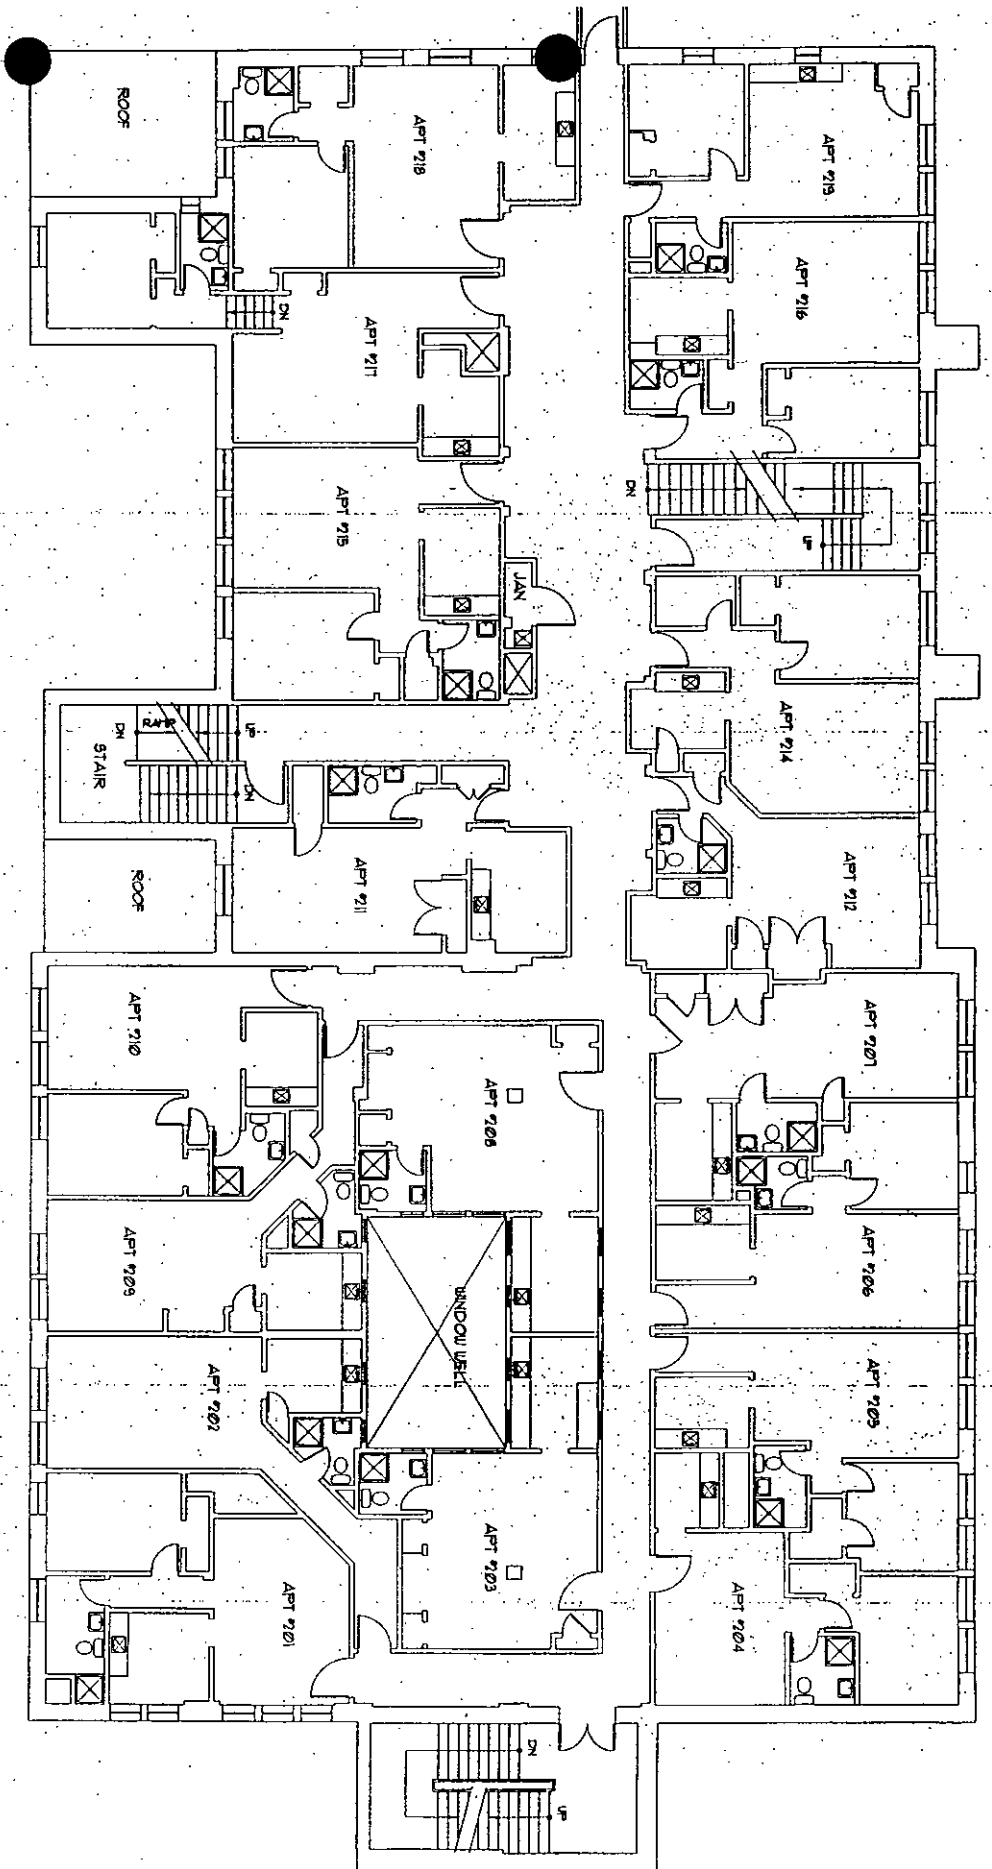 ROOF
APT #218
APT #219
APT #216
DN
APT #217
DN
APT #215
UP
JAN
DN
RAMP
UP
STAIR
DN
APT #214
ROOF
APT #211
APT #212
APT #210
APT #208
APT #207
APT #209
WINDOW WELL
APT #206
APT #202
APT #205
APT #201
APT #203
APT #204
DN
UP